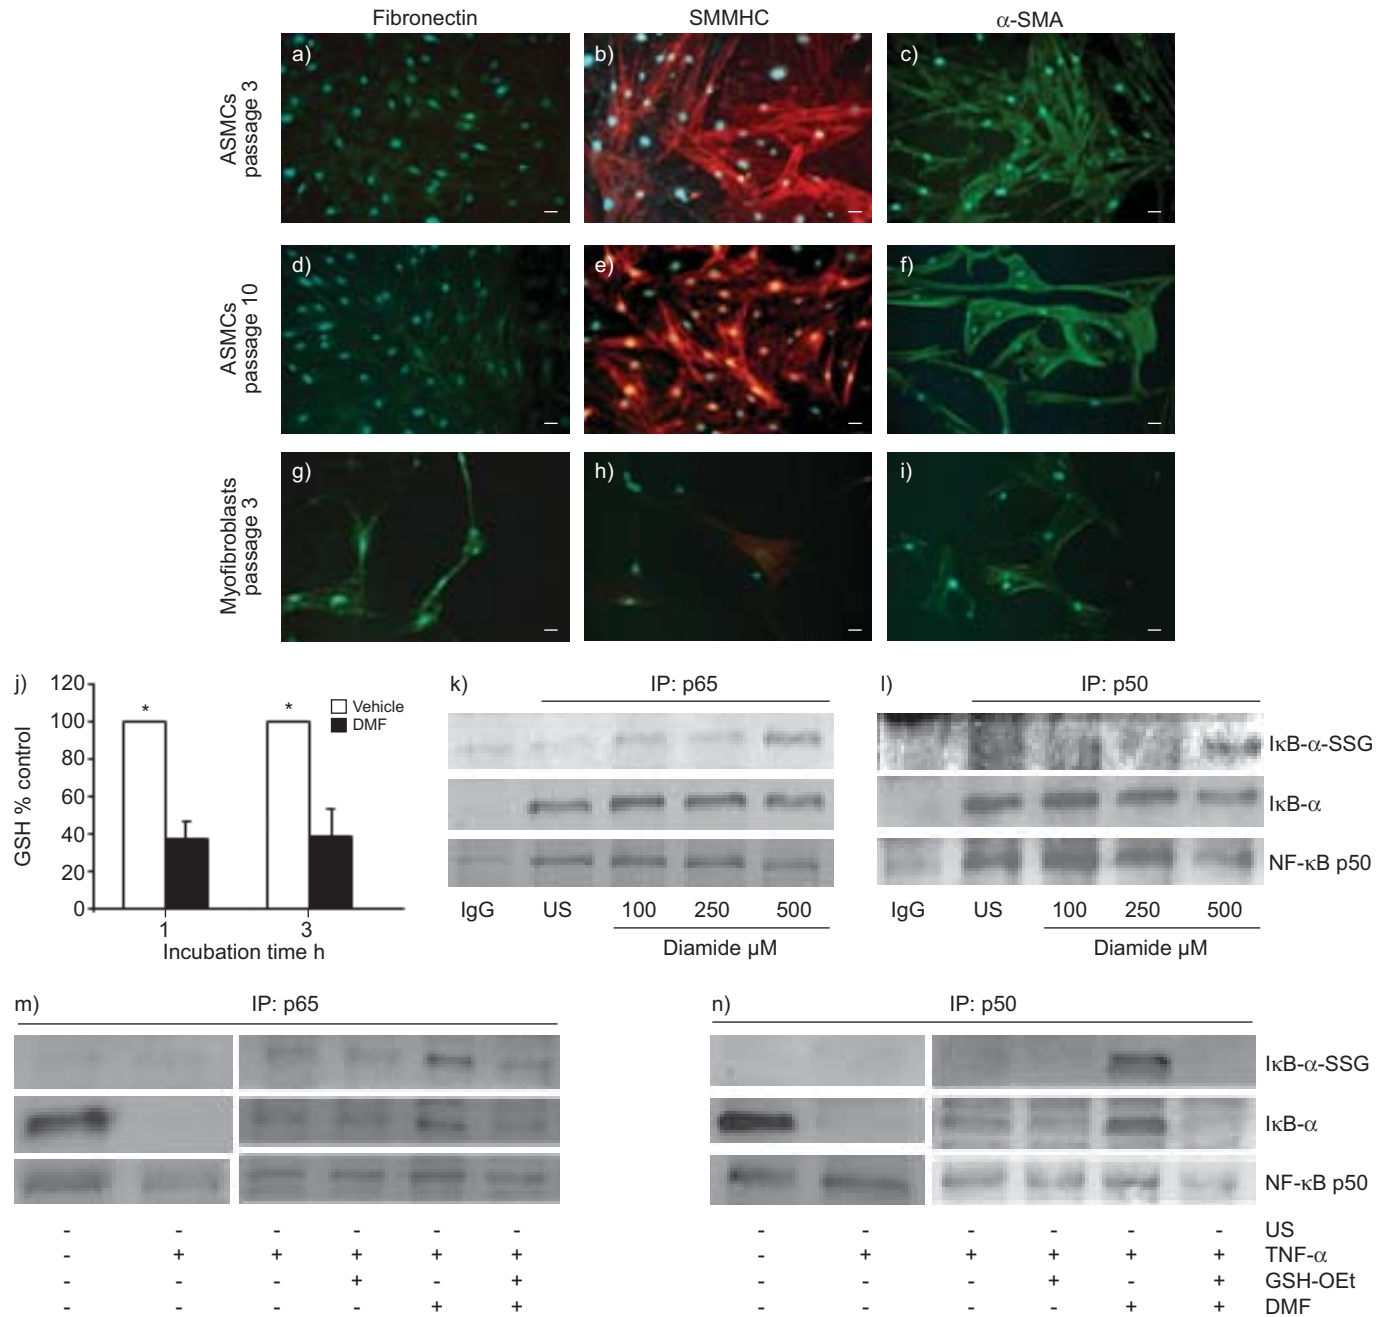 Fibronectin SMMHC α-SMA
ASMCs
passage 3
a) b) c)
ASMCs
passage 10
d) e) f)
Myofibroblasts
passage 3
g) h) i)
j)
120
100
80
60
40
20
0
GSH % control
* *
Vehicle
DMF
1 3
Incubation time h
k)
IP: p65
IgG US 100 250 500
Diamide µM
l)
IP: p50
IκB-α-SSG
IκB-α
NF-κB p50
IgG US 100 250 500
Diamide µM
m)
IP: p65
n)
IP: p50
IκB-α-SSG
IκB-α
NF-κB p50
- - - - - - - - - - - - US
- + + + + + - + + + + + TNF-α
- - - + - + - - - + - + GSH-OEt
- - - - + + - - - - + + DMF